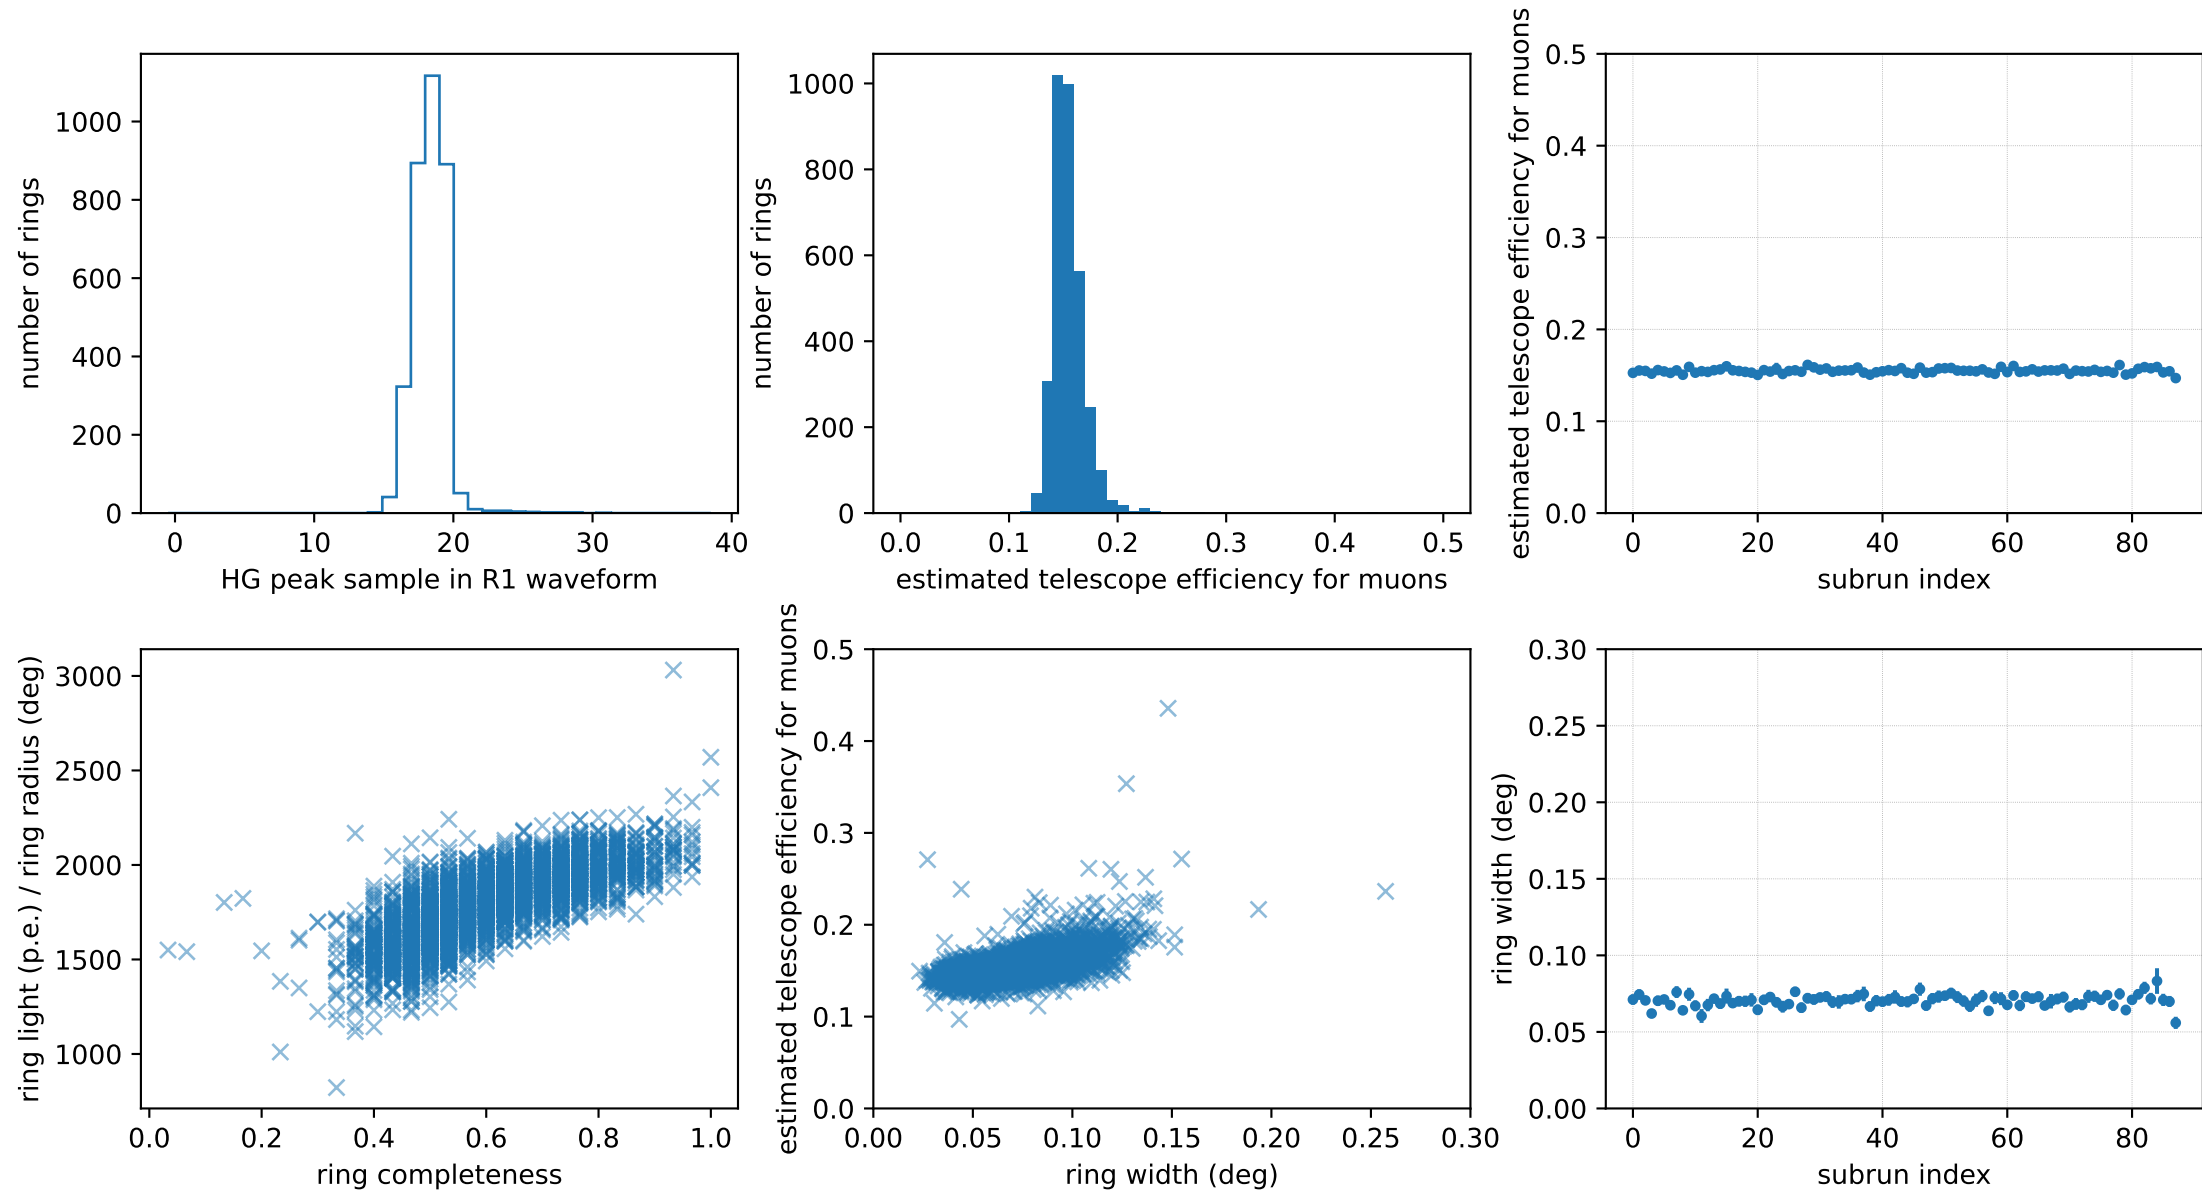 number of rings
1000
800
600
400
200
0
0 10 20 30 40
HG peak sample in R1 waveform
number of rings
1000
800
600
400
200
0
0.0 0.1 0.2 0.3 0.4 0.5
estimated telescope efficiency for muons
estimated telescope efficiency for muons
0.5
0.4
0.3
0.2
0.1
0.0
0 20 40 60 80
subrun index
ring light (p.e.) / ring radius (deg)
3000
2500
2000
1500
1000
0.0 0.2 0.4 0.6 0.8 1.0
ring completeness
estimated telescope efficiency for muons
0.5
0.4
0.3
0.2
0.1
0.0
0.00 0.05 0.10 0.15 0.20 0.25 0.30
ring width (deg)
ring width (deg)
0.30
0.25
0.20
0.15
0.10
0.05
0.00
0 20 40 60 80
subrun index